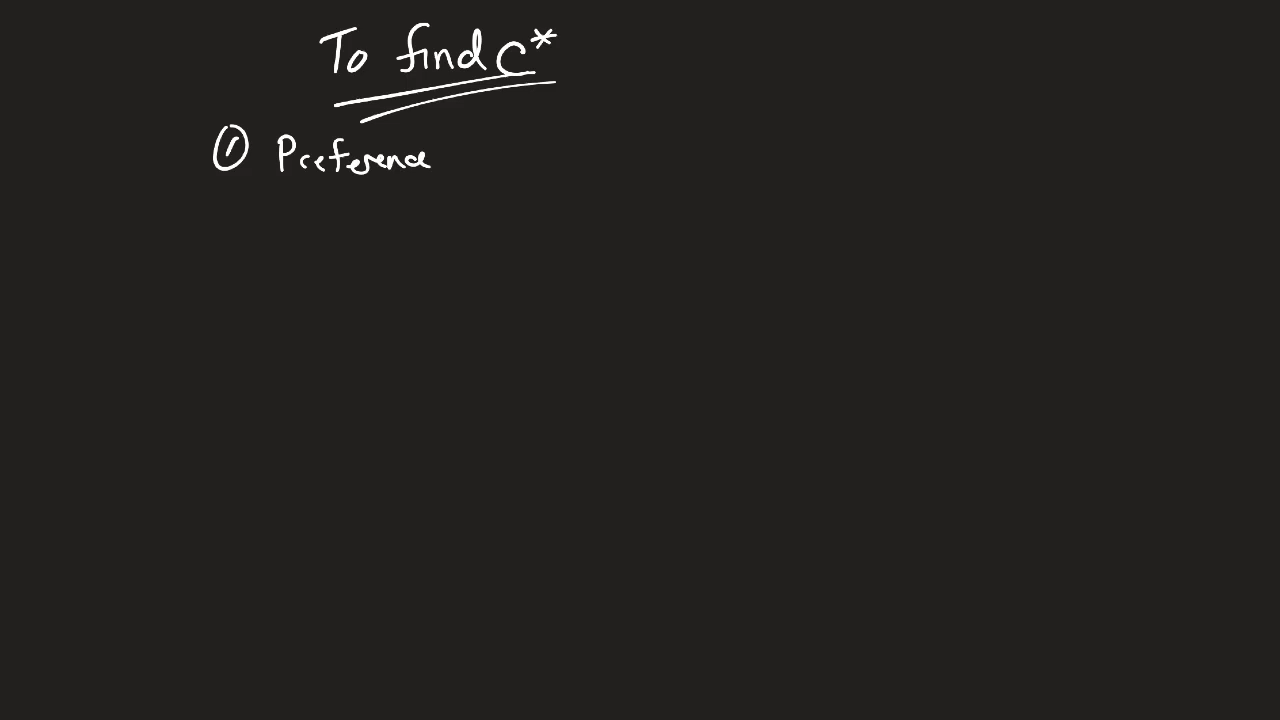 To find C*
① Preference